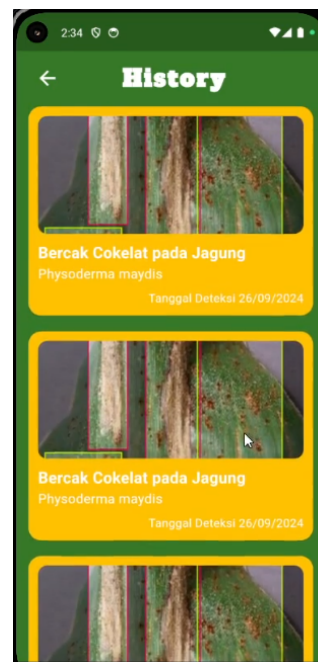 2:34
History
Bercak Cokelat pada Jagung
Physoderma maydis
Tanggal Deteksi 26/09/2024
Bercak Cokelat pada Jagung
Physoderma maydis
Tanggal Deteksi 26/09/2024